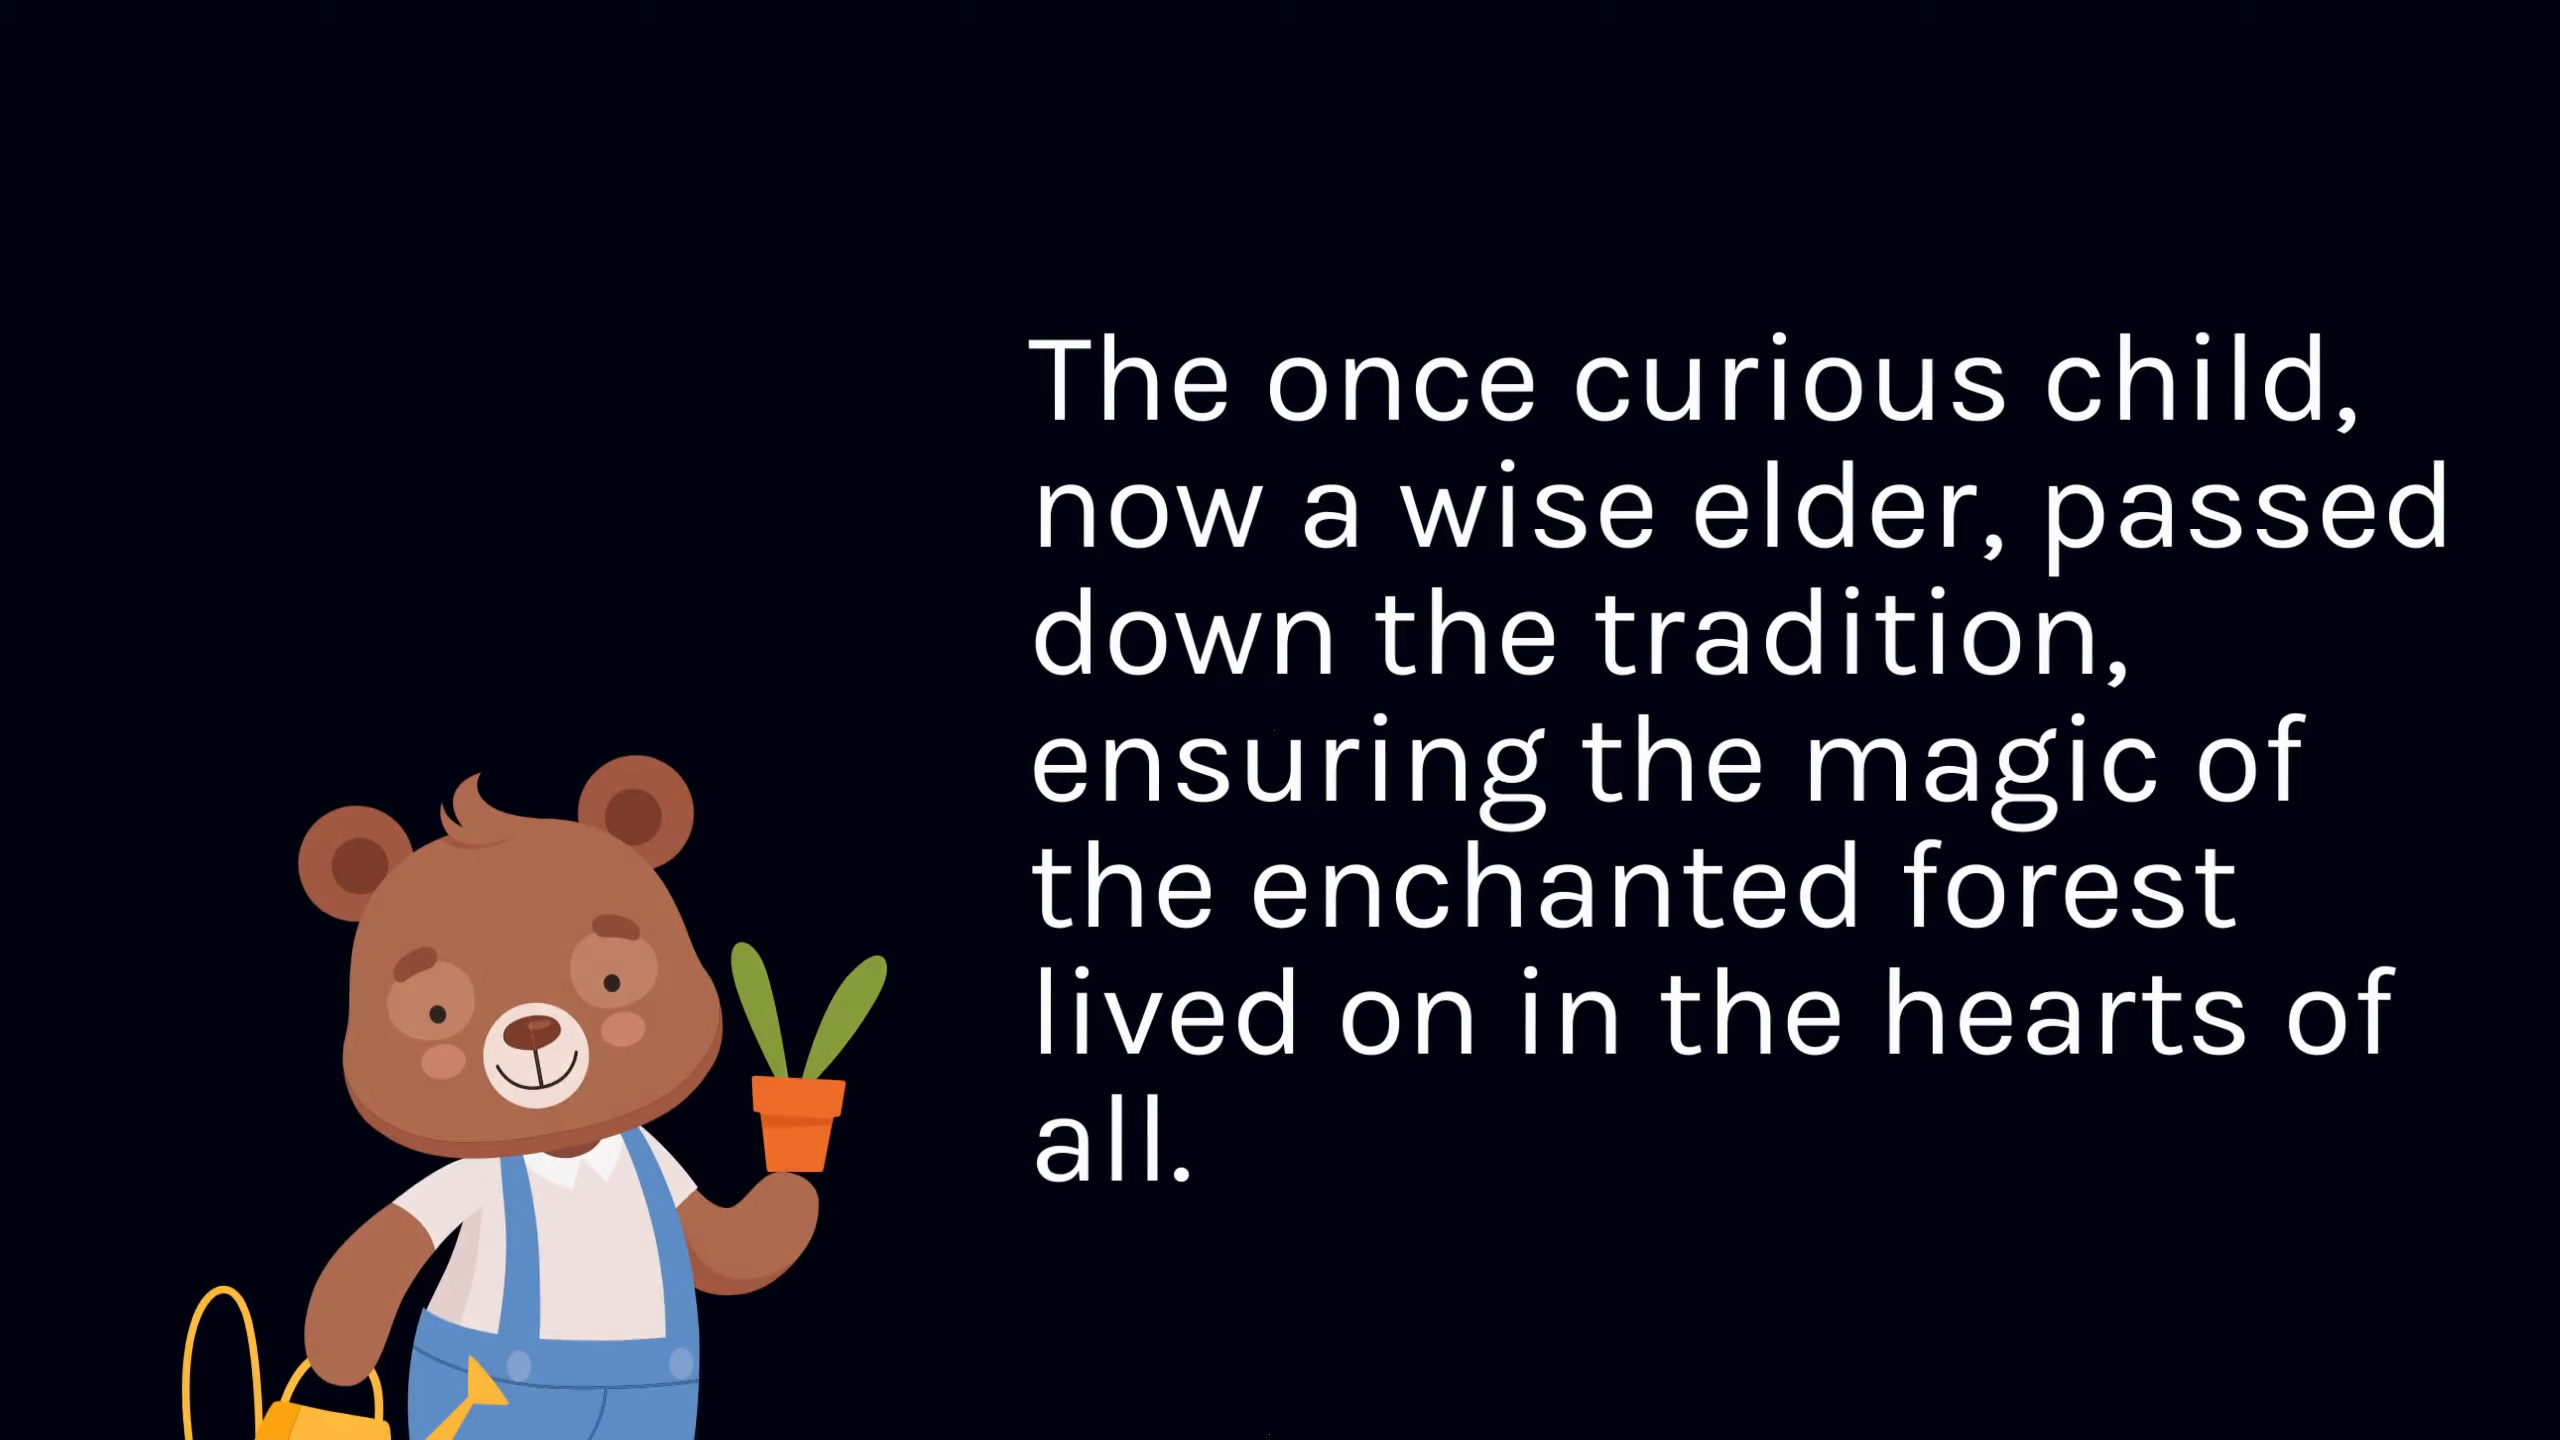 The once curious child,
now a wise elder, passed
down the tradition,
ensuring the magic of
the enchanted forest
lived on in the hearts of
all.